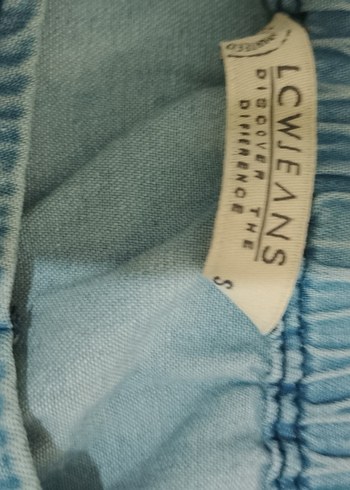 LCWJEANS
DISCOVER THE
DIFFERENCE
S